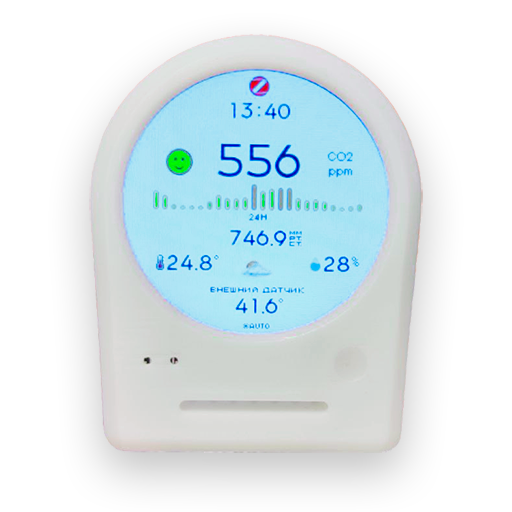 13:40
556 CO2 ppm
24H
746.9 ММ РТ СТ
24.8° 28%
ВНЕШНИЙ ДАТЧИК
41.6°
AUTO